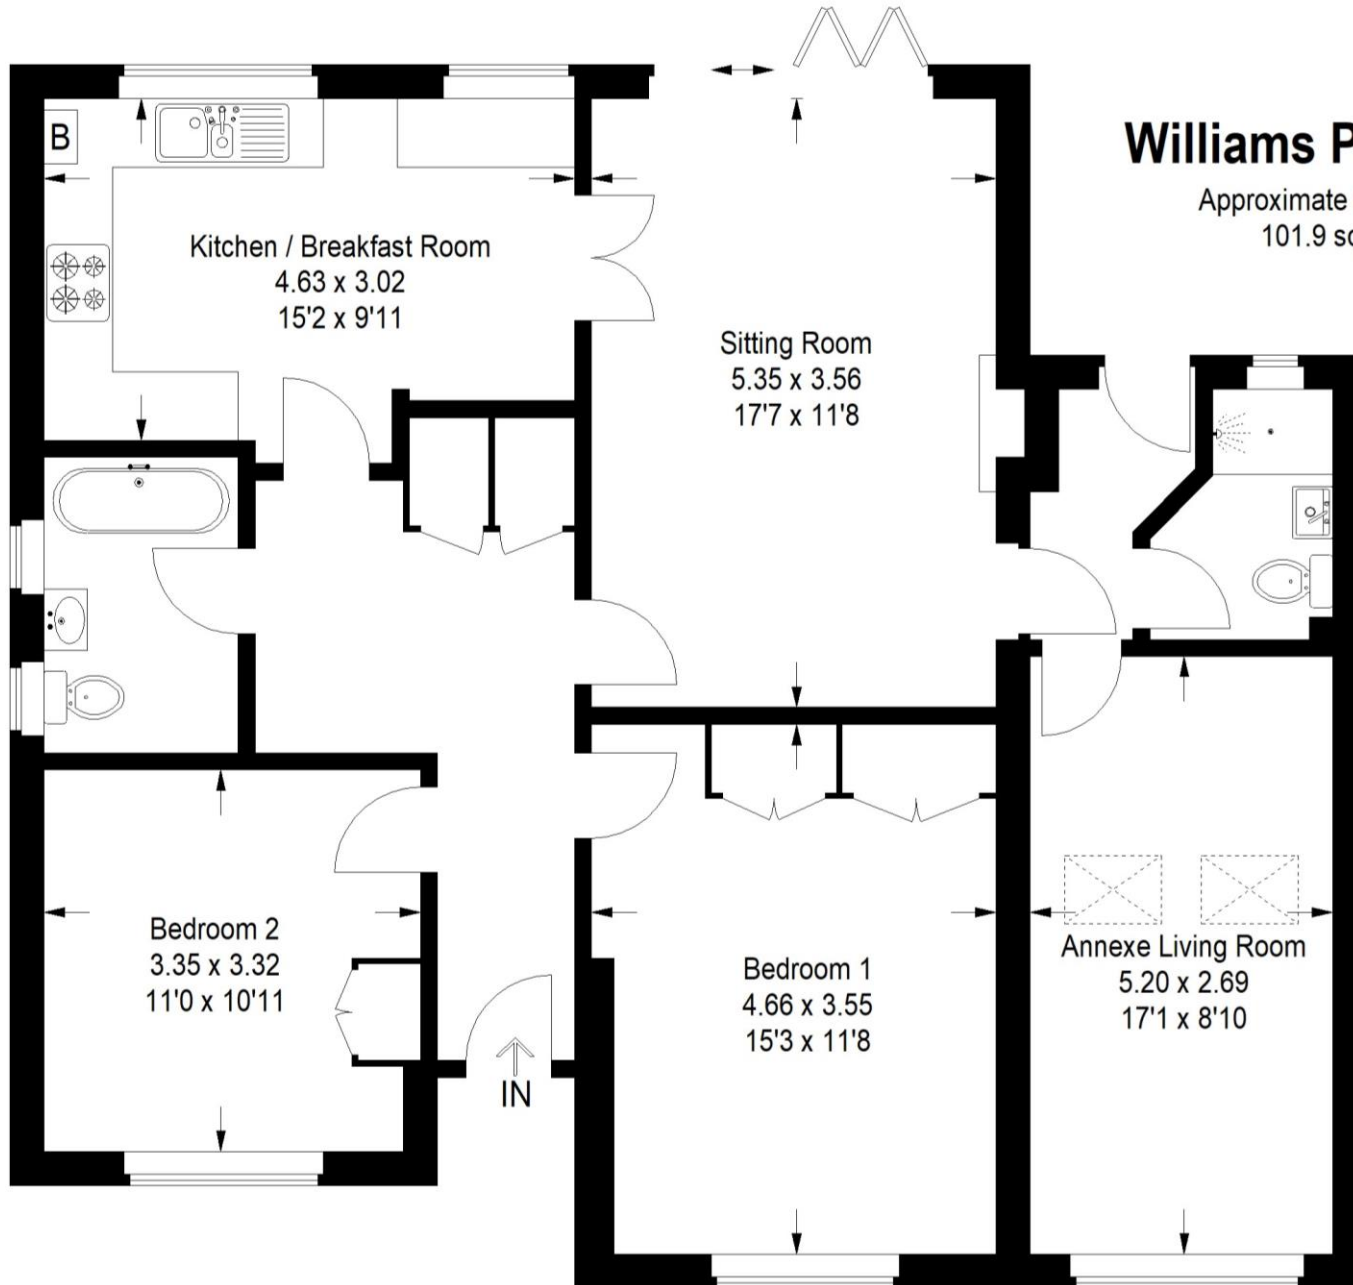 Williams P
Approximate
101.9 sq
B
Kitchen / Breakfast Room
4.63 x 3.02
15'2 x 9'11
Sitting Room
5.35 x 3.56
17'7 x 11'8
Bedroom 2
3.35 x 3.32
11'0 x 10'11
Bedroom 1
4.66 x 3.55
15'3 x 11'8
Annexe Living Room
5.20 x 2.69
17'1 x 8'10
IN